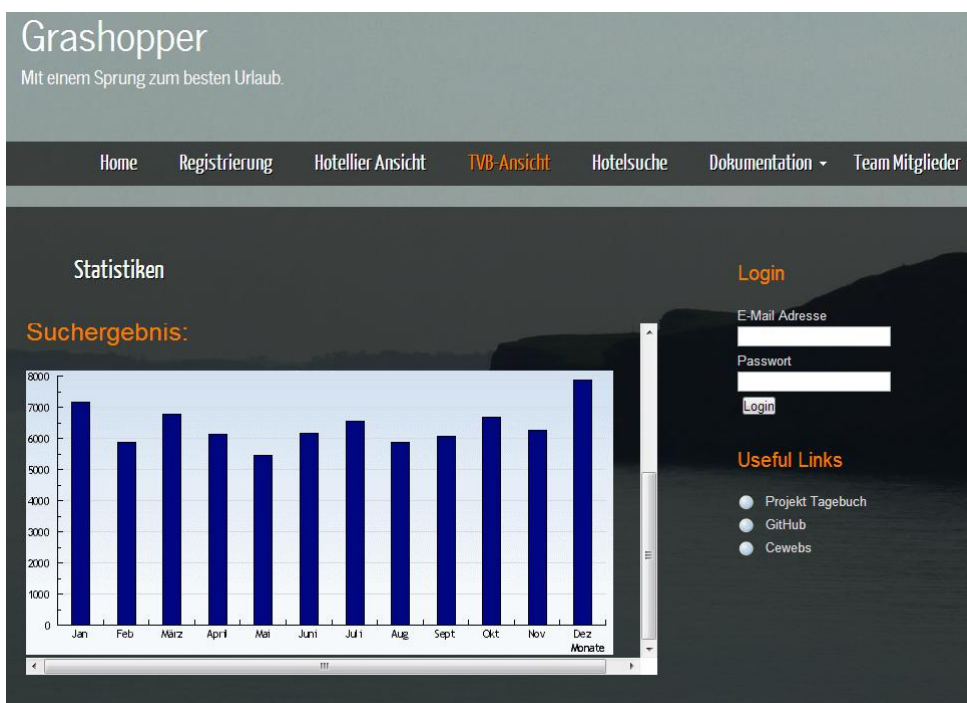 Grashopper
Mit einem Sprung zum besten Urlaub.
Home Registrierung Hotellier Ansicht TVB-Ansicht Hotelsuche Dokumentation Team Mitglieder
Statistiken
Suchergebnis:
8000
7000
6000
5000
4000
3000
2000
1000
0
Jan Feb März April Mai Juni Juli Aug Sept Okt Nov Dez
Monate
Login
E-Mail Adresse
Passwort
Login
Useful Links
Projekt Tagebuch
GitHub
Cewebs